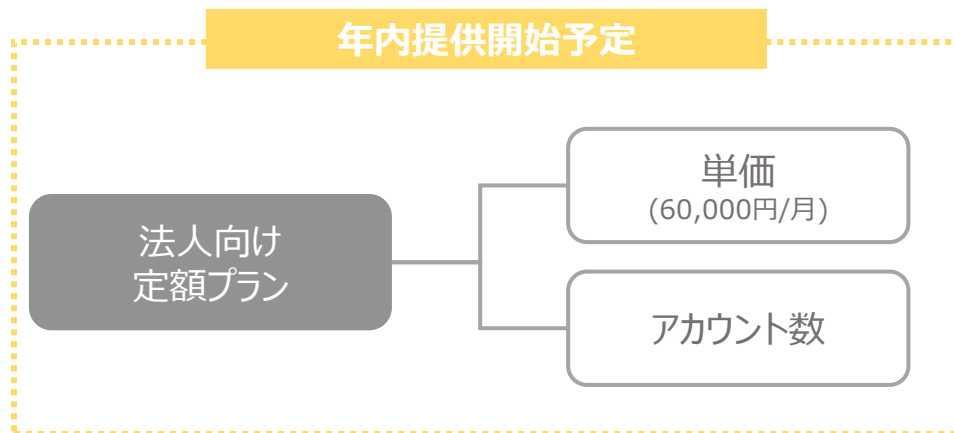 年内提供開始予定
法人向け
定額プラン
単価
(60,000円/月)
アカウント数